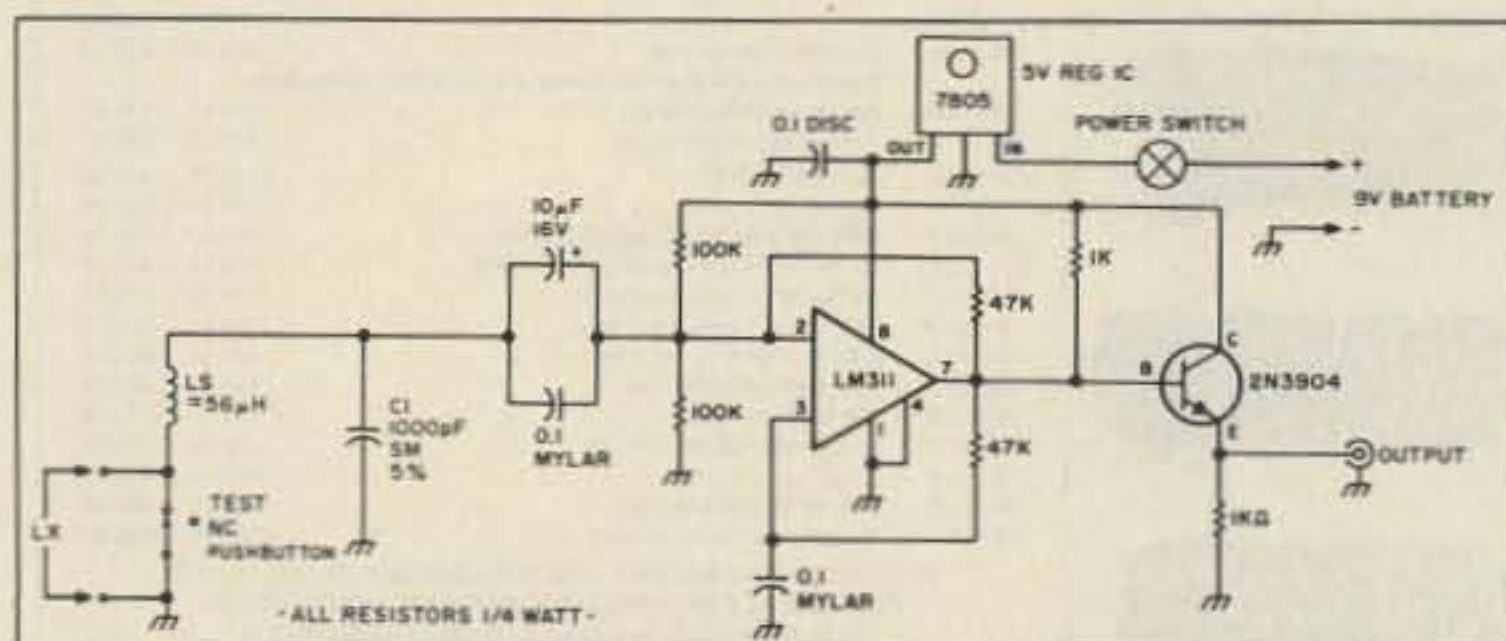 5V REG IC
7805
0.1 DISC
OUT
IN
POWER SWITCH
+
9V BATTERY
-
10µF
16V
+
100K
1K
47K
2
8
C
LS
=56µH
LM311
7
B
2N3904
C1
1000pF
SM
5%
0.1
MYLAR
100K
3
4
1
47K
E
OUTPUT
LX
* TEST
NC
PUSHBUTTON
1KΩ
0.1
MYLAR
-ALL RESISTORS 1/4 WATT-